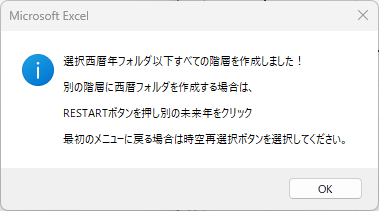 Microsoft Excel
選択西暦年フォルダ以下すべての階層を作成しました！
別の階層に西暦フォルダを作成する場合は、
RESTARTボタンを押し別の未来年をクリック
最初のメニューに戻る場合は時空再選択ボタンを選択してください。
OK